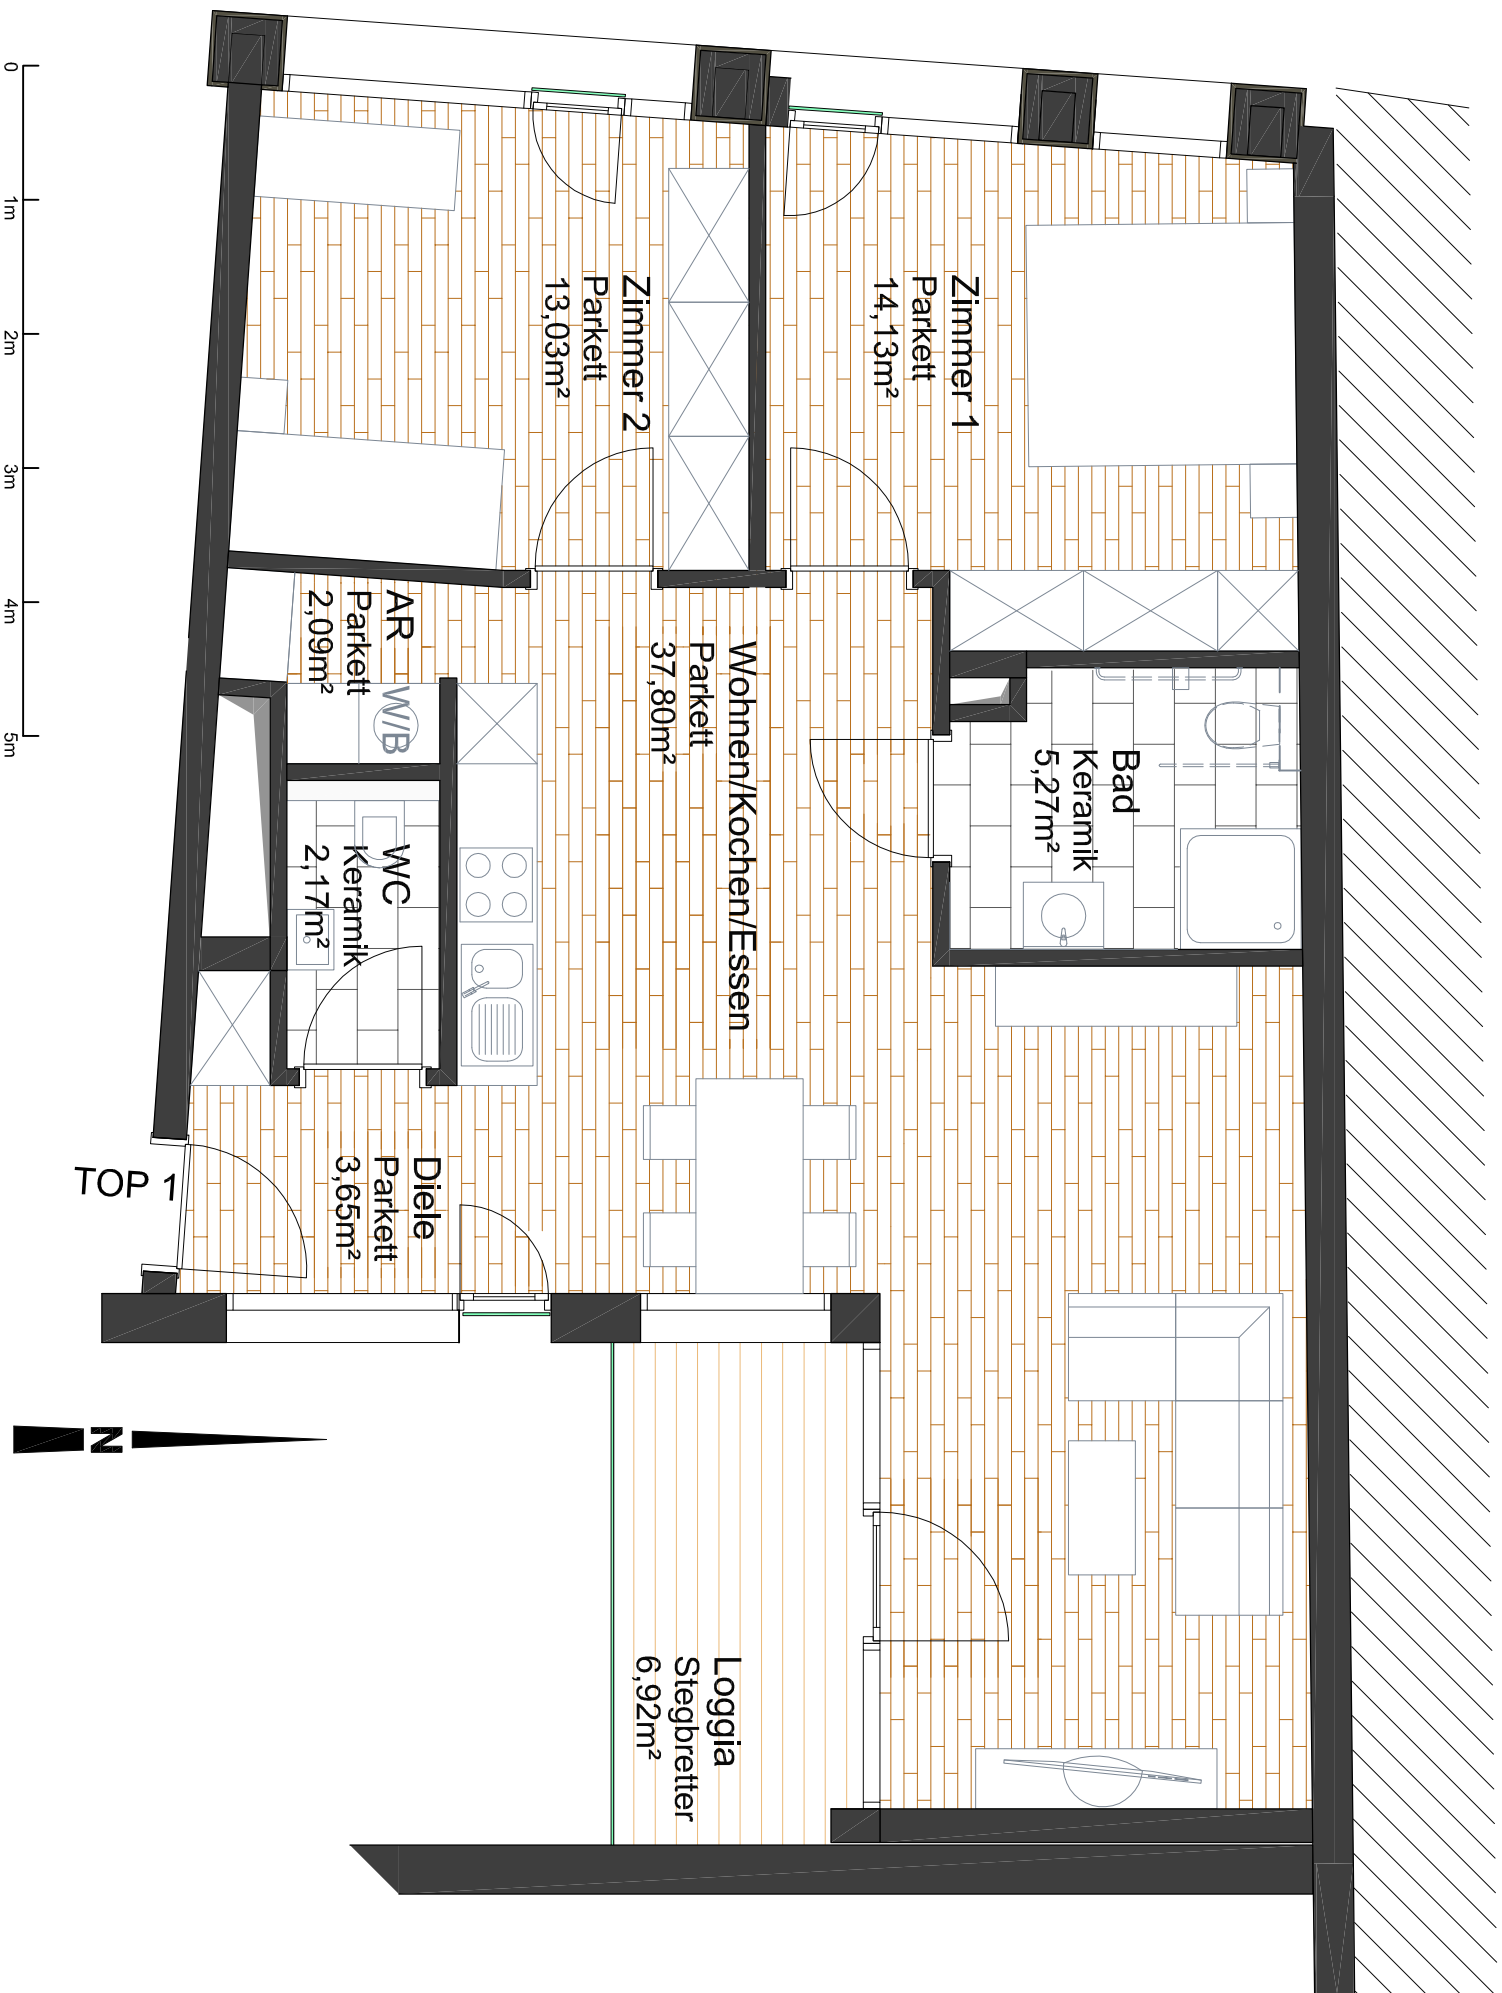 Zimmer 1
Parkett
14,13m²
Zimmer 2
Parkett
13,03m²
Bad
Keramik
5,27m²
Wohnen/Kochen/Essen
Parkett
37,80m²
AR
Parkett
2,09m²
W/B
WC
Keramik
2,17m²
Diele
Parkett
3,65m²
TOP 1
Loggia
Stegbretter
6,92m²
N
0
1m
2m
3m
4m
5m